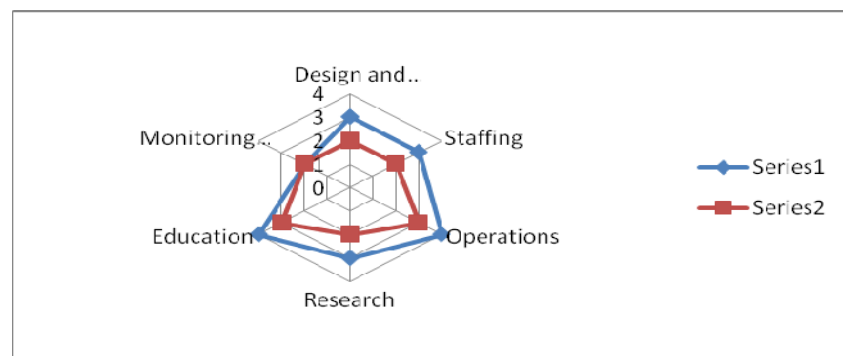 Design and..
4
3
2
1
0
Monitoring ..
Staffing
Education
Operations
Research
Series1
Series2